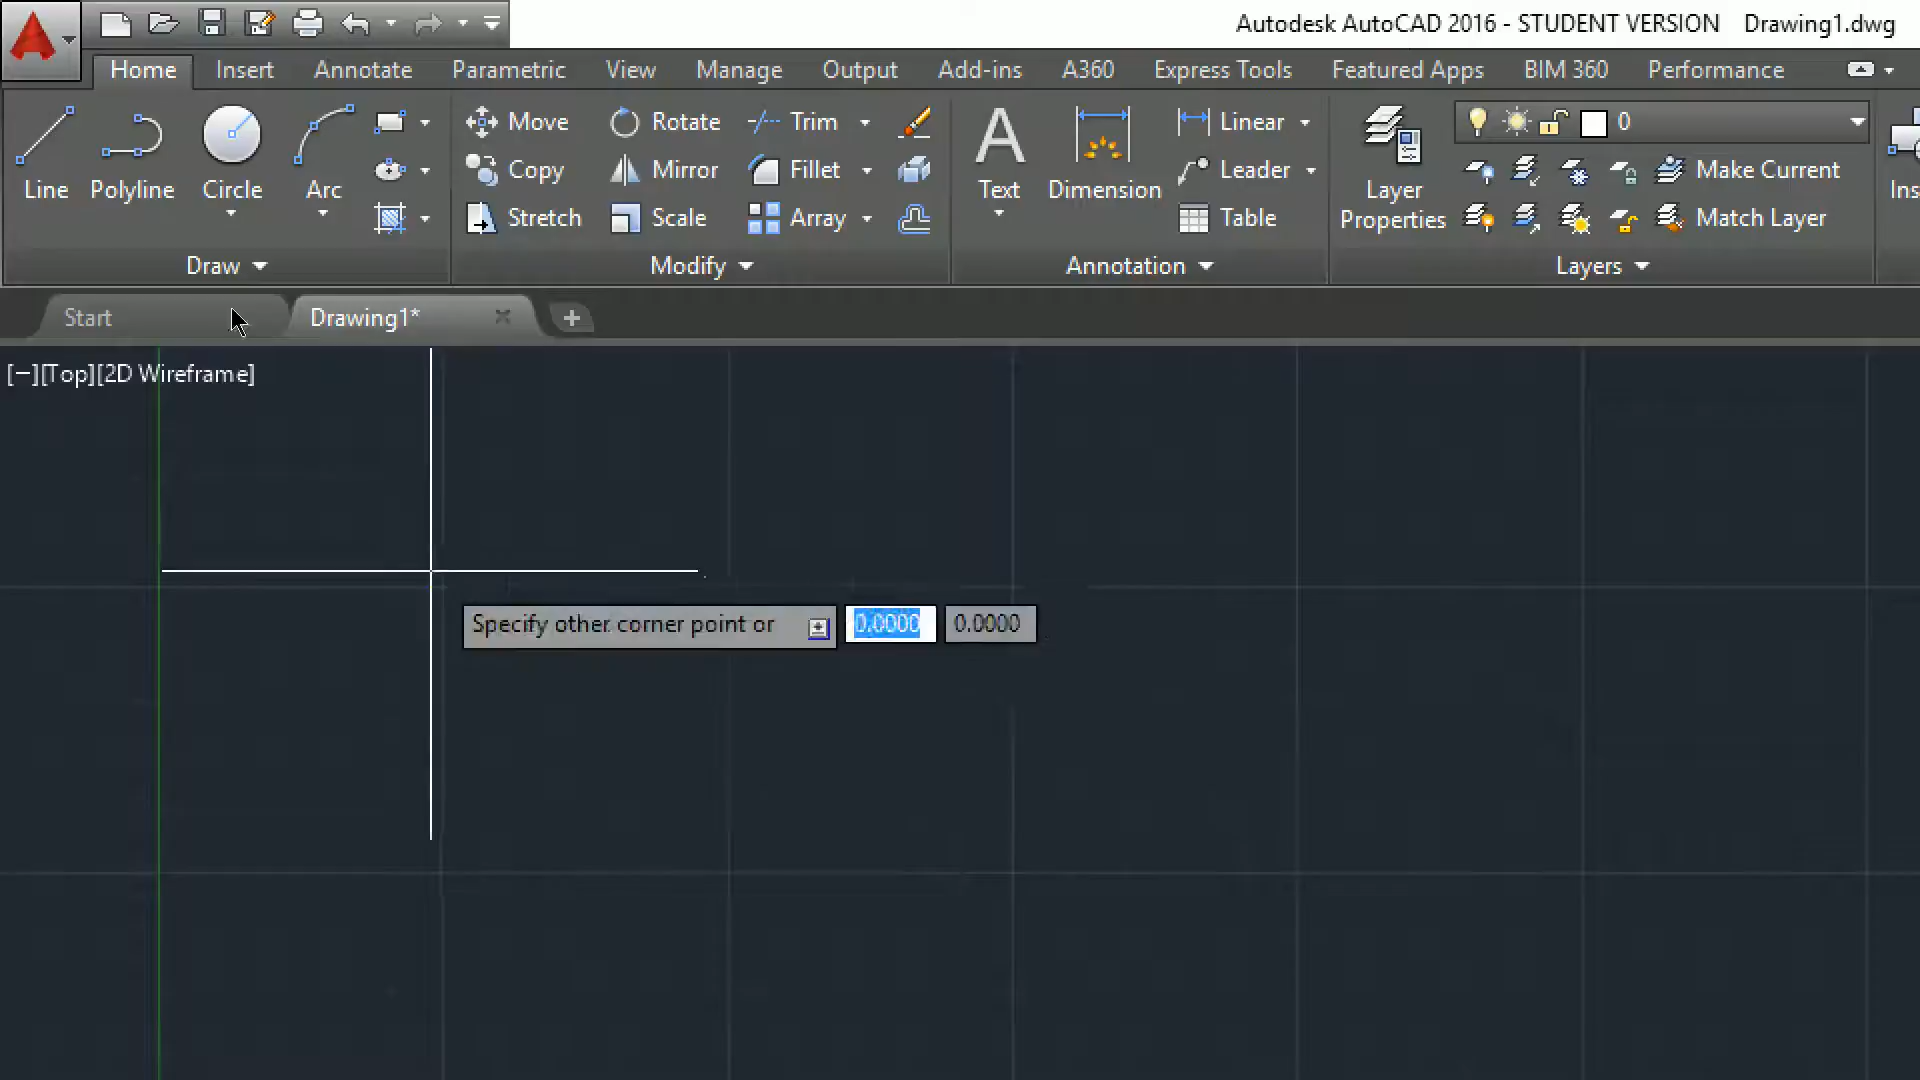 Autodesk AutoCAD 2016 - STUDENT VERSION Drawing1.dwg
Home Insert Annotate Parametric View Manage Output Add-ins A360 Express Tools Featured Apps BIM 360 Performance
Line Polyline Circle Arc
Move Rotate Trim
Copy Mirror Fillet
Stretch Scale Array
A
Text Dimension
Linear
Leader
Table
Layer
Properties
0
Make Current
Match Layer
Ins
Draw Modify Annotation Layers
Start Drawing1* +
[−][Top][2D Wireframe]
Specify other corner point or 0.0000 0.0000